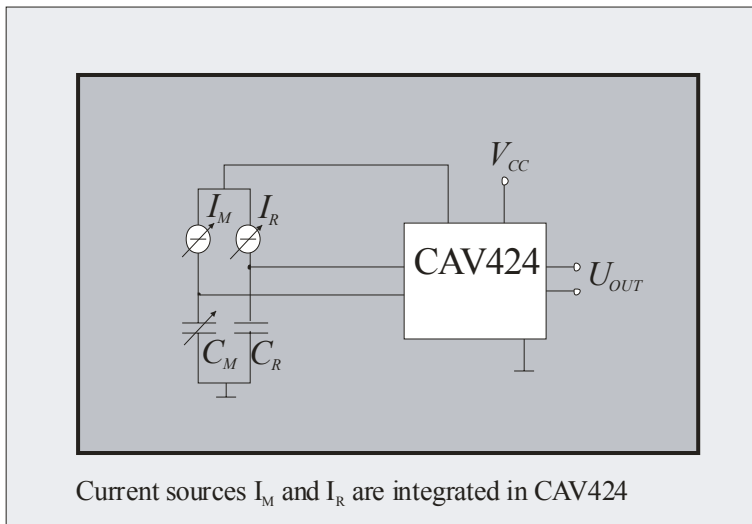 V_CC
I_M I_R
CAV424
U_OUT
C_M C_R
Current sources I_M and I_R are integrated in CAV424